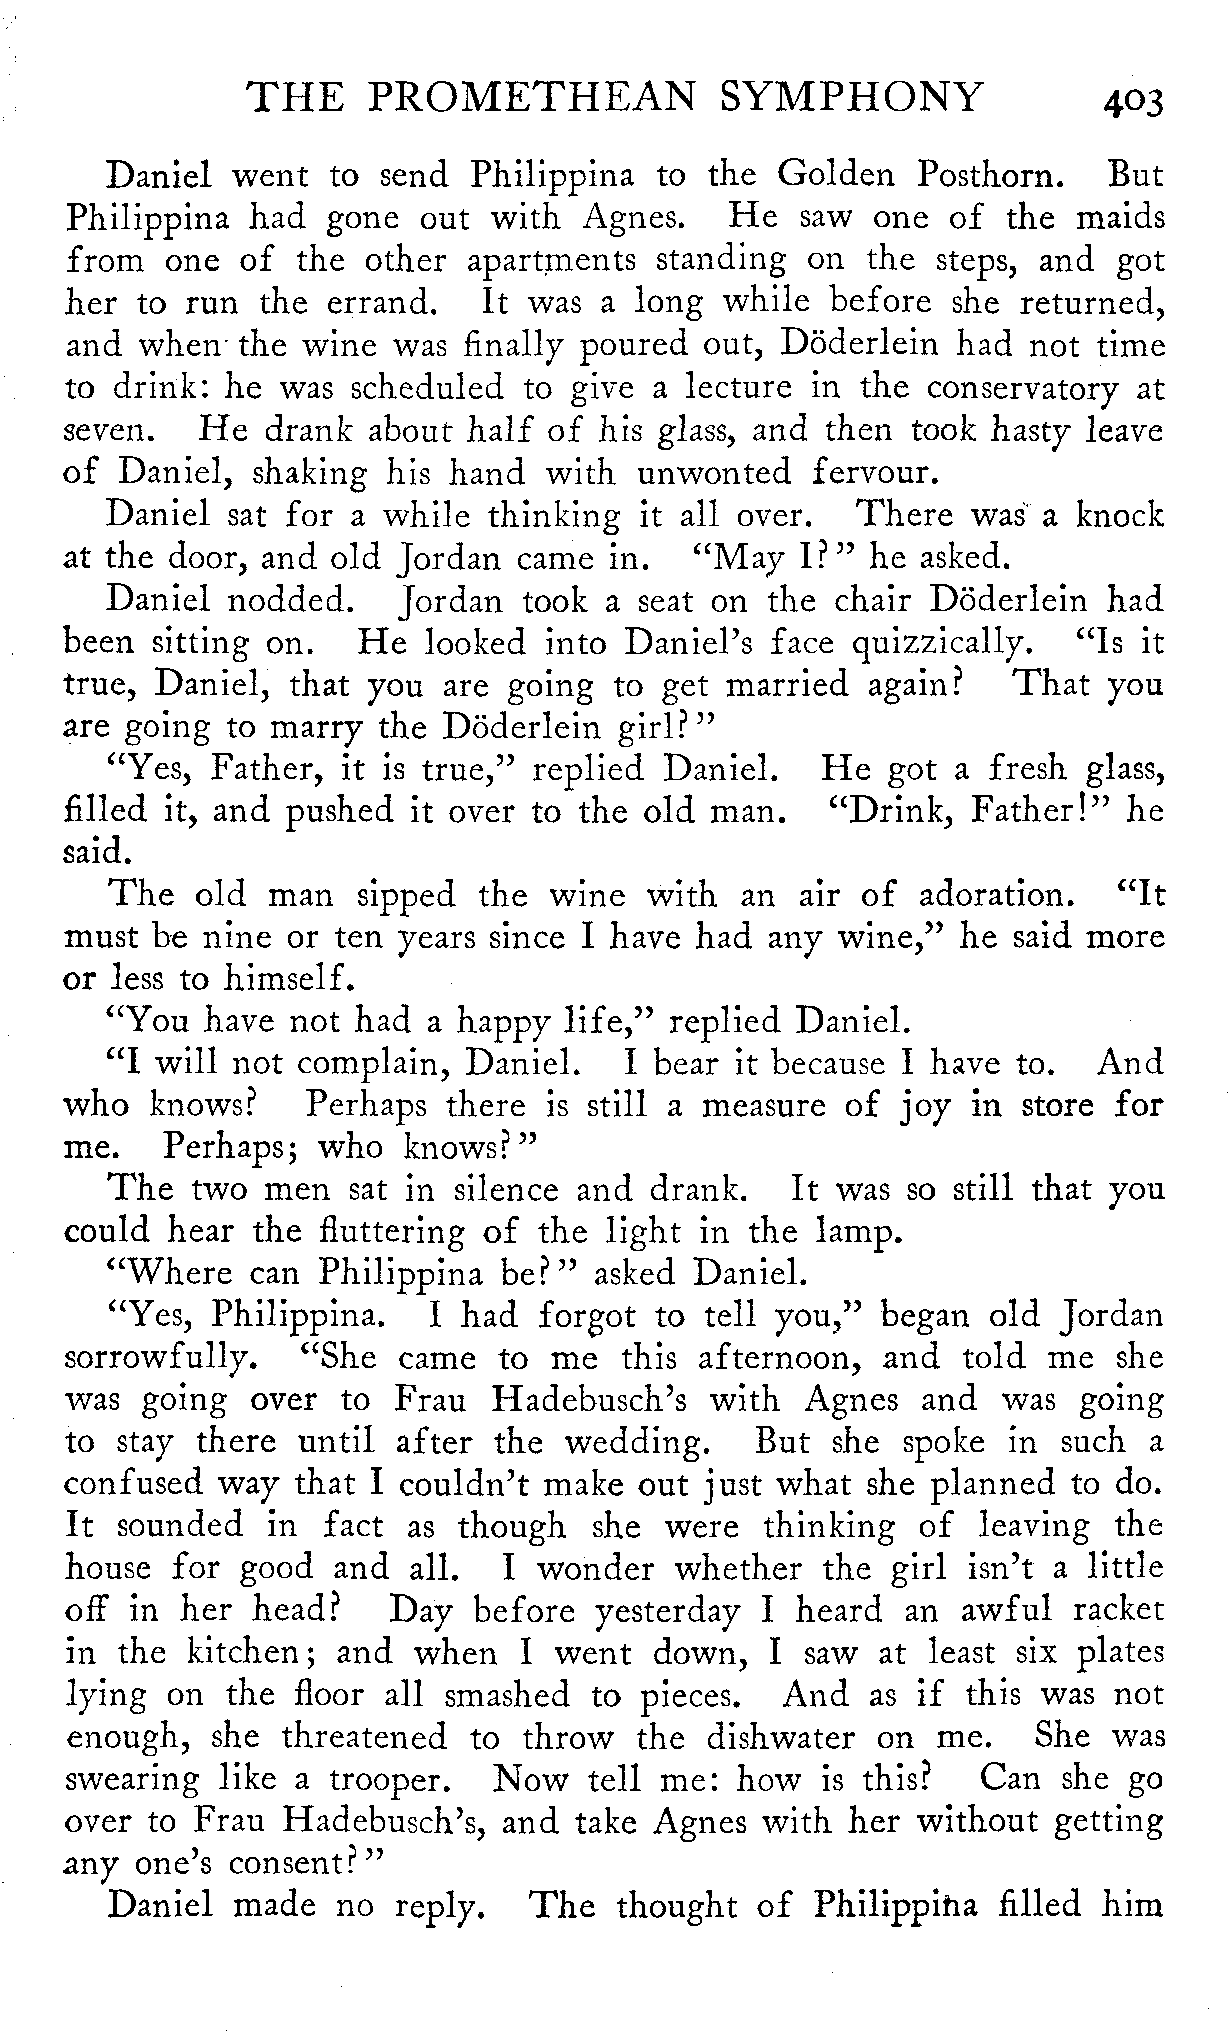 THE PROMETHEAN SYMPHONY 403
Daniel went to send Philippina to the Golden Posthorn. But
Philippina had gone out with Agnes. He saw one of the maids
from one of the other apartments standing on the steps, and got
her to run the errand. It was a long while before she returned,
and when the wine was finally poured out, Döderlein had not time
to drink: he was scheduled to give a lecture in the conservatory at
seven. He drank about half of his glass, and then took hasty leave
of Daniel, shaking his hand with unwonted fervour.
Daniel sat for a while thinking it all over. There was a knock
at the door, and old Jordan came in. “May I?” he asked.
Daniel nodded. Jordan took a seat on the chair Döderlein had
been sitting on. He looked into Daniel’s face quizzically. “Is it
true, Daniel, that you are going to get married again? That you
are going to marry the Döderlein girl?”
“Yes, Father, it is true,” replied Daniel. He got a fresh glass,
filled it, and pushed it over to the old man. “Drink, Father!” he
said.
The old man sipped the wine with an air of adoration. “It
must be nine or ten years since I have had any wine,” he said more
or less to himself.
“You have not had a happy life,” replied Daniel.
“I will not complain, Daniel. I bear it because I have to. And
who knows? Perhaps there is still a measure of joy in store for
me. Perhaps; who knows?”
The two men sat in silence and drank. It was so still that you
could hear the fluttering of the light in the lamp.
“Where can Philippina be?” asked Daniel.
“Yes, Philippina. I had forgot to tell you,” began old Jordan
sorrowfully. “She came to me this afternoon, and told me she
was going over to Frau Hadebusch’s with Agnes and was going
to stay there until after the wedding. But she spoke in such a
confused way that I couldn’t make out just what she planned to do.
It sounded in fact as though she were thinking of leaving the
house for good and all. I wonder whether the girl isn’t a little
off in her head? Day before yesterday I heard an awful racket
in the kitchen; and when I went down, I saw at least six plates
lying on the floor all smashed to pieces. And as if this was not
enough, she threatened to throw the dishwater on me. She was
swearing like a trooper. Now tell me: how is this? Can she go
over to Frau Hadebusch’s, and take Agnes with her without getting
any one’s consent?”
Daniel made no reply. The thought of Philippina filled him